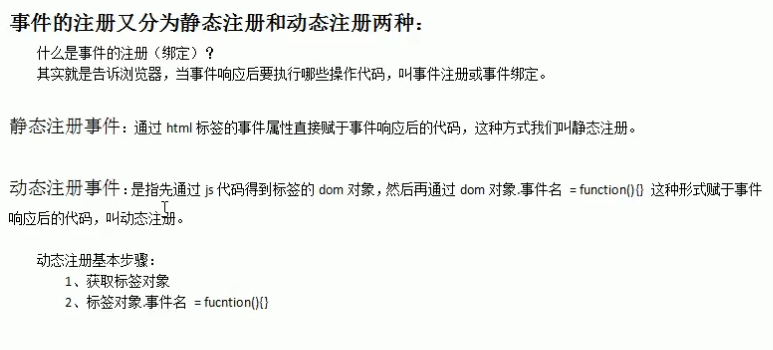 事件的注册又分为静态注册和动态注册两种：
什么是事件的注册（绑定）？
其实就是告诉浏览器，当事件响应后要执行哪些操作代码，叫事件注册或事件绑定。
静态注册事件：通过 html 标签的事件属性直接赋于事件响应后的代码，这种方式我们叫静态注册。
动态注册事件：是指先通过 js 代码得到标签的 dom 对象，然后再通过 dom 对象.事件名 = function(){} 这种形式赋于事件
响应后的代码，叫动态注册。
动态注册基本步骤：
1、获取标签对象
2、标签对象.事件名 = fucntion(){}